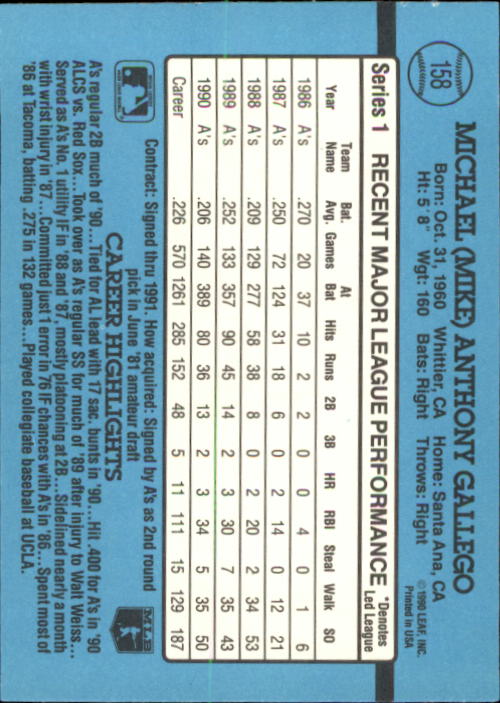 158
MICHAEL (MIKE) ANTHONY GALLEGO
Born: Oct. 31, 1960 Whittier, CA Home: Santa Ana, CA
Ht: 5' 8" Wgt: 160 Bats: Right Throws: Right
©1990 LEAF, INC.
Printed in USA
Series 1 RECENT MAJOR LEAGUE PERFORMANCE *Denotes Led League
Team Bat. At
Year Name Avg. Games Bat Hits Runs 2B 3B HR RBI Steal Walk SO
1986 A's .270 20 37 10 2 2 0 0 4 0 1 6
1987 A's .250 72 124 31 18 6 0 2 14 0 12 21
1988 A's .209 129 277 58 38 8 0 2 20 2 34 53
1989 A's .252 133 357 90 45 14 2 3 30 7 35 43
1990 A's .206 140 389 80 36 13 2 3 34 5 35 50
Career .226 570 1261 285 152 48 5 11 111 15 129 187
Contract: Signed thru 1991. How acquired: Signed by A's as 2nd round
pick in June '81 amateur draft
MLB
CAREER HIGHLIGHTS
A's regular 2B much of '90...Tied for AL lead with 17 sac. bunts in '90...Hit .400 for A's in '90
ALCS vs. Red Sox...Took over as A's regular SS for much of '89 after injury to Walt Weiss...
Served as A's No. 1 utility IF in '88 and '87, mostly platooning at 2B...Sidelined nearly a month
with wrist injury in '87...Committed just 1 error in 76 IF chances with A's in '86...Spent most of
'86 at Tacoma, batting .275 in 132 games...Played collegiate baseball at UCLA.